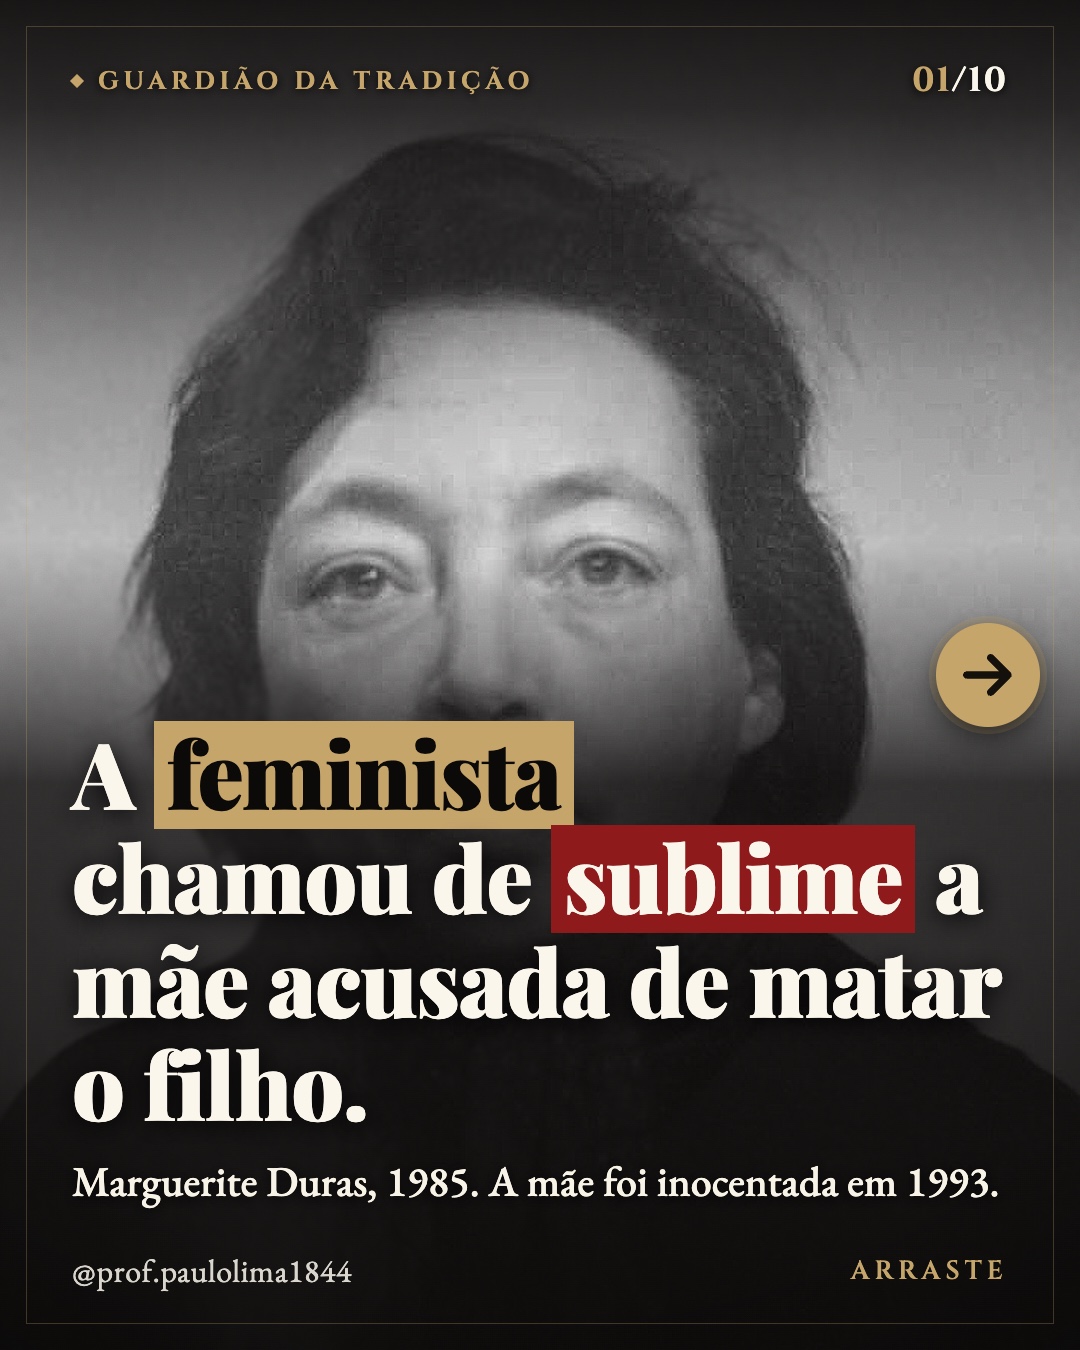 ◆ GUARDIÃO DA TRADIÇÃO
01/10
A feminista
chamou de sublime a
mãe acusada de matar
o filho.
Marguerite Duras, 1985. A mãe foi inocentada em 1993.
@prof.paulolima1844
ARRASTE